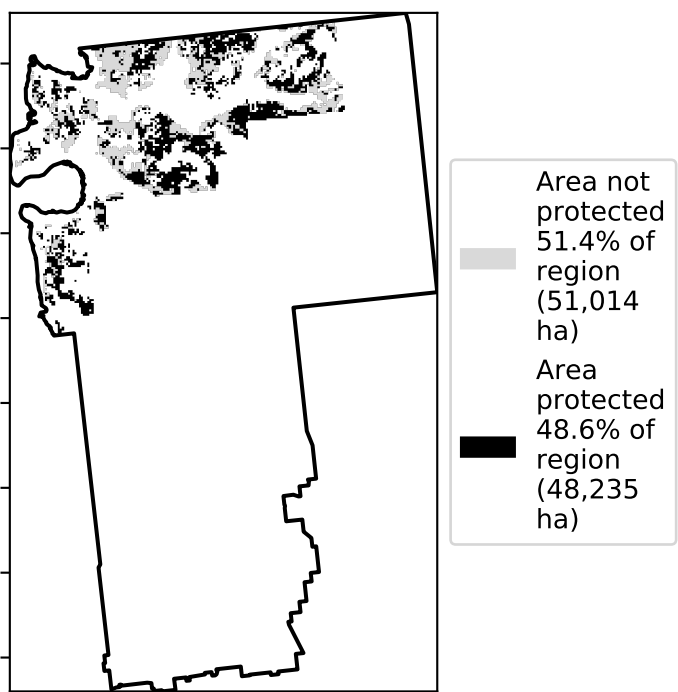 Area not
protected
51.4% of
region
(51,014
ha)
Area
protected
48.6% of
region
(48,235
ha)